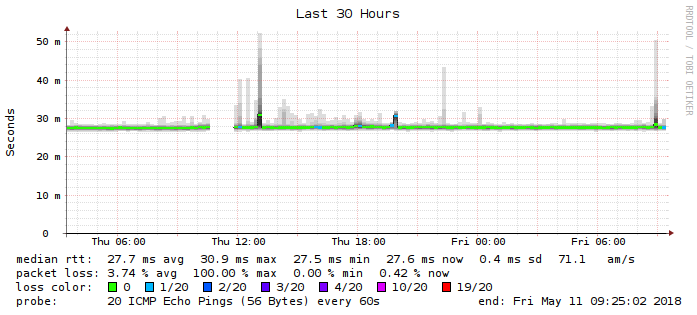 Last 30 Hours
RRDTOOL / TOBI OETIKER
Seconds
50 m
40 m
30 m
20 m
10 m
0
Thu 06:00 Thu 12:00 Thu 18:00 Fri 00:00 Fri 06:00
median rtt: 27.7 ms avg 30.9 ms max 27.5 ms min 27.6 ms now 0.4 ms sd 71.1 am/s
packet loss: 3.74 % avg 100.00 % max 0.00 % min 0.42 % now
loss color: 0 1/20 2/20 3/20 4/20 10/20 19/20
probe: 20 ICMP Echo Pings (56 Bytes) every 60s end: Fri May 11 09:25:02 2018